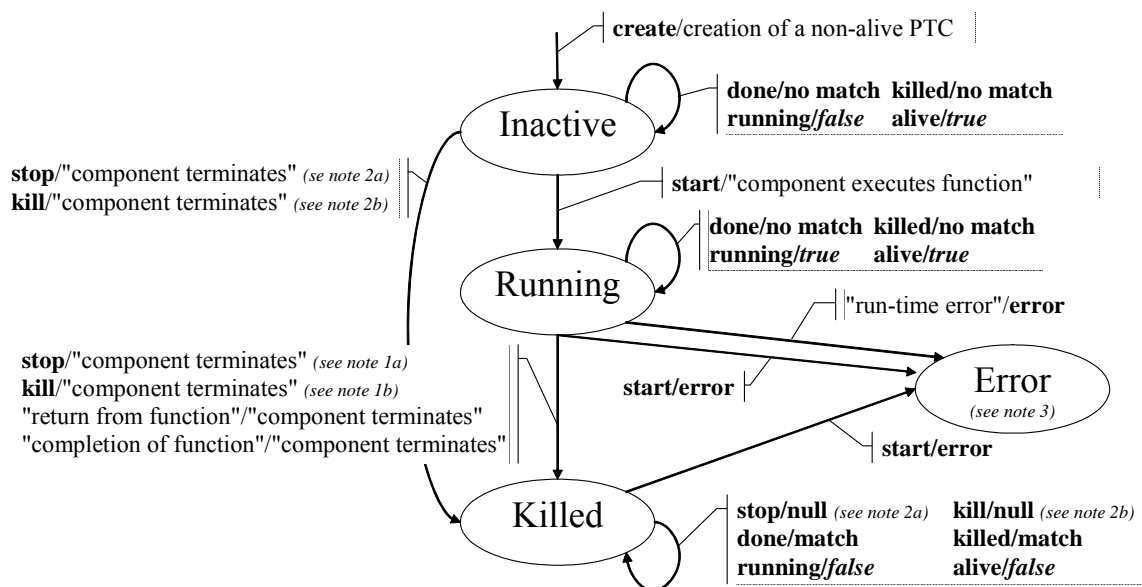 create/creation of a non-alive PTC
done/no match killed/no match
running/false alive/true
Inactive
stop/"component terminates" (se note 2a)
kill/"component terminates" (see note 2b)
start/"component executes function"
done/no match killed/no match
running/true alive/true
Running
"run-time error"/error
stop/"component terminates" (see note 1a)
kill/"component terminates" (see note 1b)
"return from function"/"component terminates"
"completion of function"/"component terminates"
start/error
Error
(see note 3)
start/error
Killed
stop/null (see note 2a) kill/null (see note 2b)
done/match killed/match
running/false alive/false